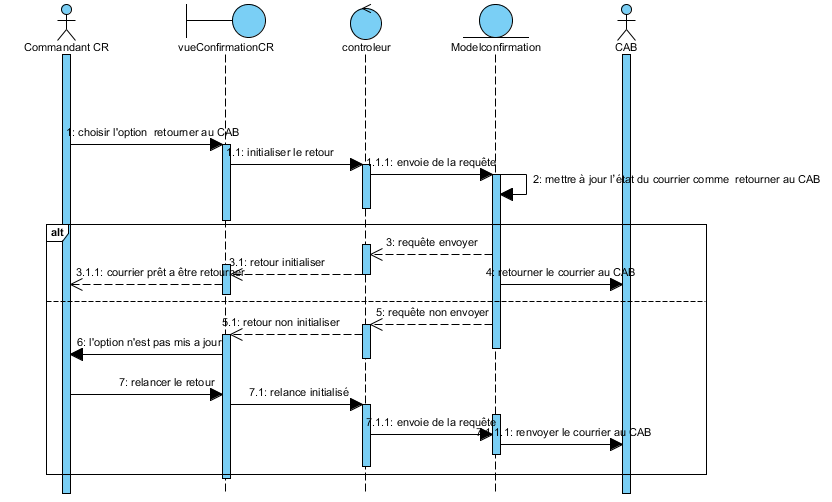 Commandant CR
vueConfirmationCR
controleur
Modelconfirmation
CAB
1: choisir l'option  retourner au CAB
1.1: initialiser le retour
1.1.1: envoie de la requête
2: mettre à jour l'état du courrier comme  retourner au CAB
alt
3: requête envoyer
3.1: retour initialiser
3.1.1: courrier prêt a être retourner
4: retourner le courrier au CAB
5: requête non envoyer
5.1: retour non initialiser
6: l'option n'est pas mis a jour
7: relancer le retour
7.1: relance initialisé
7.1.1: envoie de la requête
7.1.1.1: renvoyer le courrier au CAB